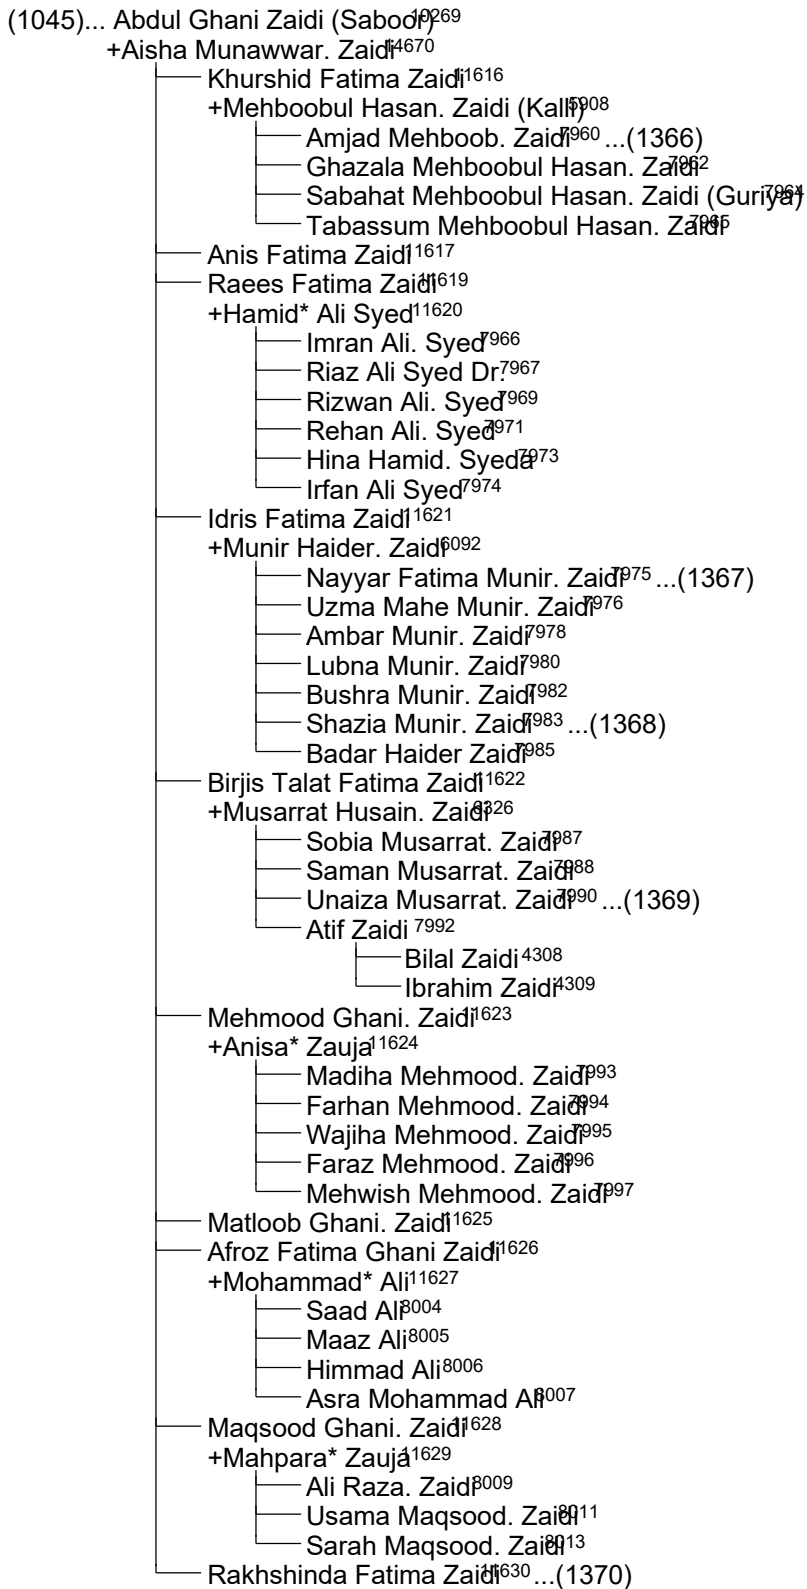 (1045)... Abdul Ghani Zaidi (Saboor)10269
+Aisha Munawwar. Zaidi14670
Khurshid Fatima Zaidi11616
+Mehboobul Hasan. Zaidi (Kalli)5908
Amjad Mehboob. Zaidi7960 ...(1366)
Ghazala Mehboobul Hasan. Zaidi7962
Sabahat Mehboobul Hasan. Zaidi (Guriya)7964
Tabassum Mehboobul Hasan. Zaidi7965
Anis Fatima Zaidi11617
Raees Fatima Zaidi11619
+Hamid* Ali Syed11620
Imran Ali. Syed7966
Riaz Ali Syed Dr.7967
Rizwan Ali. Syed7969
Rehan Ali. Syed7971
Hina Hamid. Syeda7973
Irfan Ali Syed7974
Idris Fatima Zaidi11621
+Munir Haider. Zaidi6092
Nayyar Fatima Munir. Zaidi7975 ...(1367)
Uzma Mahe Munir. Zaidi7976
Ambar Munir. Zaidi7978
Lubna Munir. Zaidi7980
Bushra Munir. Zaidi7982
Shazia Munir. Zaidi7983 ...(1368)
Badar Haider Zaidi7985
Birjis Talat Fatima Zaidi11622
+Musarrat Husain. Zaidi6326
Sobia Musarrat. Zaidi7987
Saman Musarrat. Zaidi7988
Unaiza Musarrat. Zaidi7990 ...(1369)
Atif Zaidi 7992
Bilal Zaidi4308
Ibrahim Zaidi4309
Mehmood Ghani. Zaidi11623
+Anisa* Zauja11624
Madiha Mehmood. Zaidi7993
Farhan Mehmood. Zaidi7994
Wajiha Mehmood. Zaidi7995
Faraz Mehmood. Zaidi7996
Mehwish Mehmood. Zaidi7997
Matloob Ghani. Zaidi11625
Afroz Fatima Ghani Zaidi11626
+Mohammad* Ali11627
Saad Ali8004
Maaz Ali8005
Himmad Ali8006
Asra Mohammad Ali8007
Maqsood Ghani. Zaidi11628
+Mahpara* Zauja11629
Ali Raza. Zaidi8009
Usama Maqsood. Zaidi8011
Sarah Maqsood. Zaidi8013
Rakhshinda Fatima Zaidi11630 ...(1370)